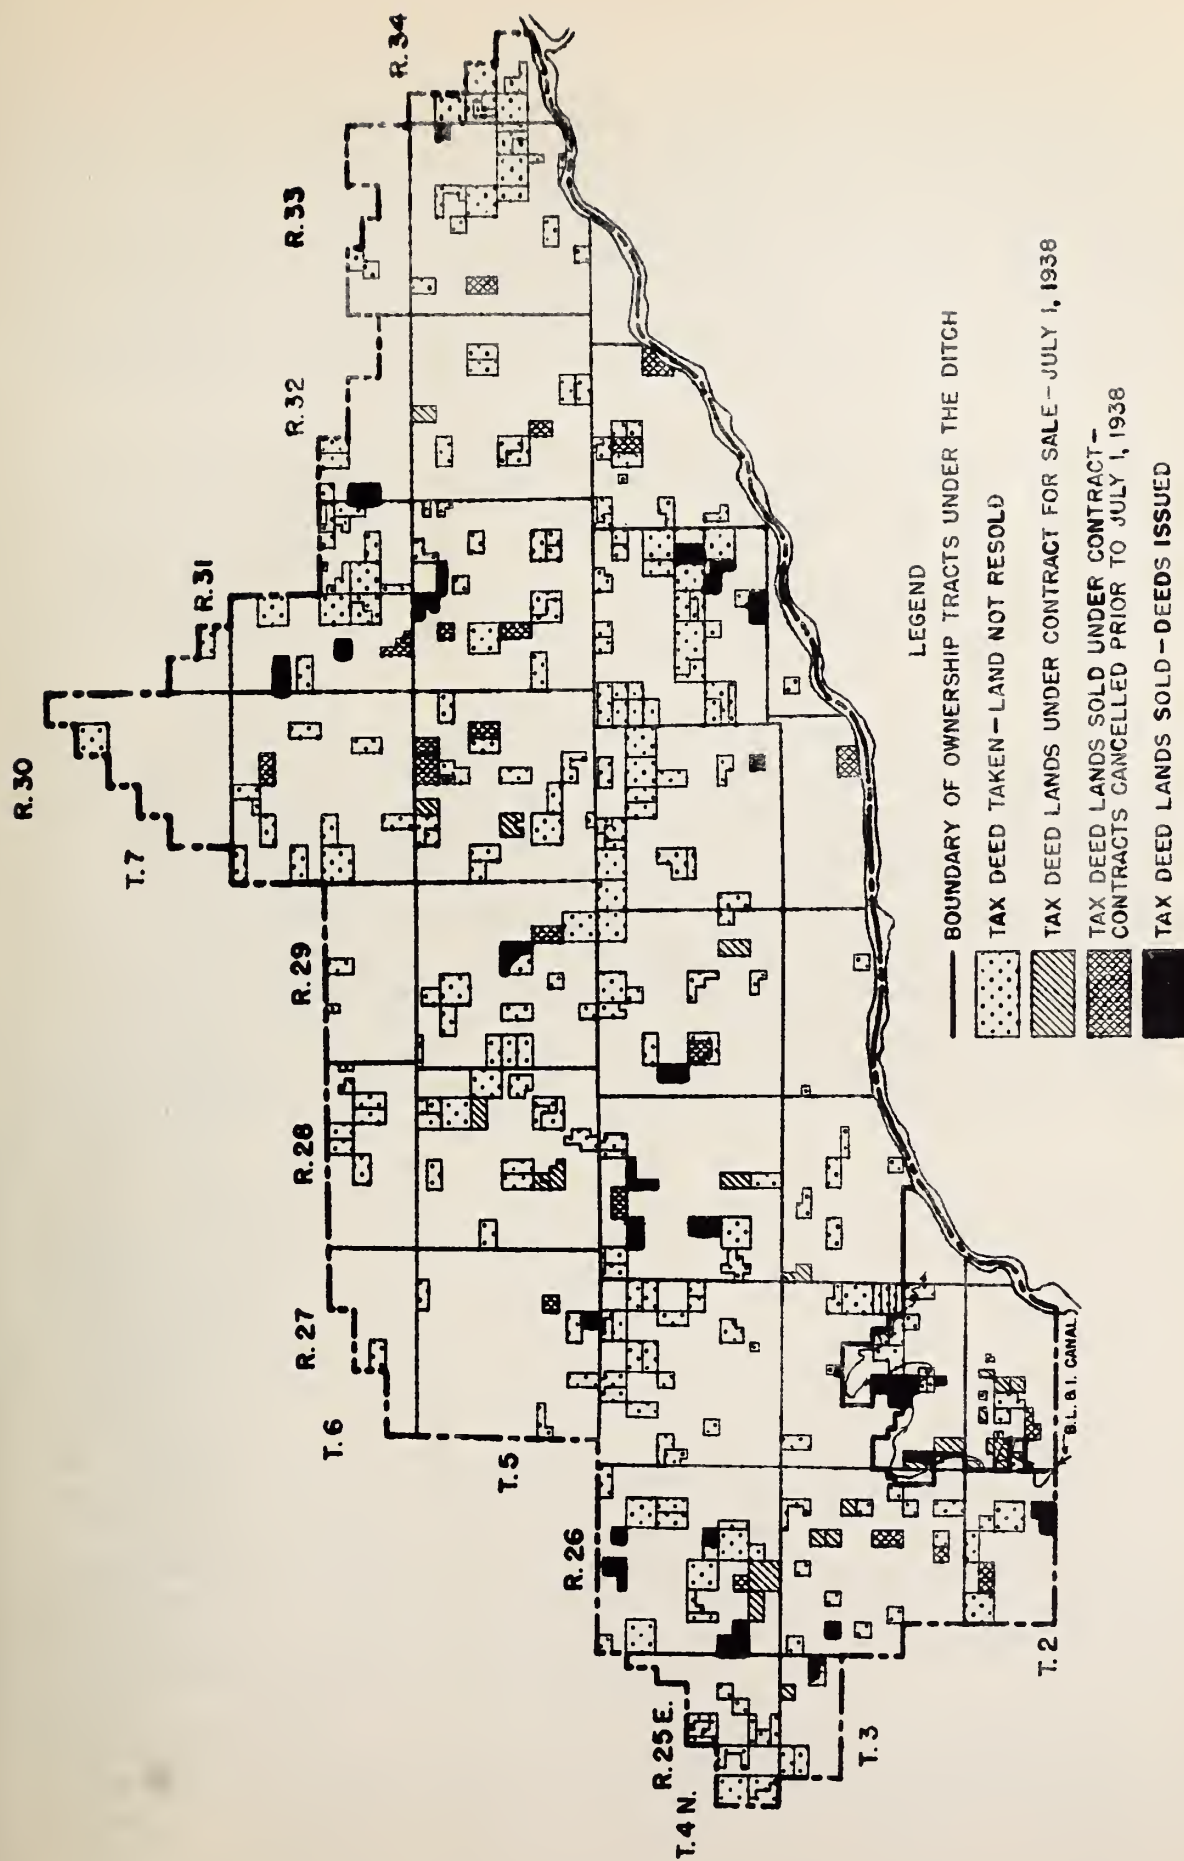 R.34
R.33
R.32
R.31
R.30
T.7
R.29
R.28
R.27
T.6
T.5
R.26
R.25E.
T.4N.
T.3
T.2
B.L. & I. CANAL)
LEGEND
BOUNDARY OF OWNERSHIP TRACTS UNDER THE DITCH
TAX DEED TAKEN-LAND NOT RESOLD
TAX DEED LANDS UNDER CONTRACT FOR SALE-JULY 1, 1938
TAX DEED LANDS SOLD UNDER CONTRACT-
CONTRACTS CANCELLED PRIOR TO JULY 1, 1938
TAX DEED LANDS SOLD-DEEDS ISSUED